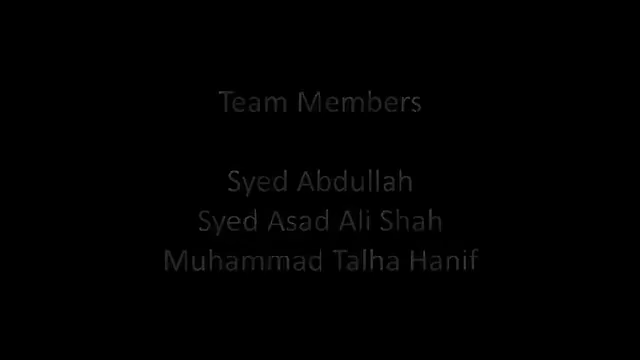 Team Members
Syed Abdullah
Syed Asad Ali Shah
Muhammad Talha Hanif